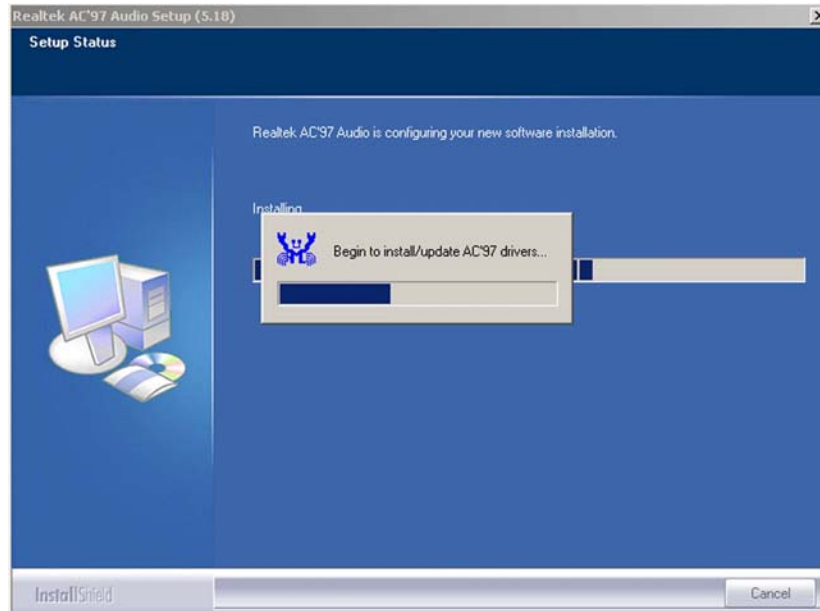 Realtek AC'97 Audio Setup (5.18)
Setup Status
Realtek AC'97 Audio is configuring your new software installation.
Installing
Begin to install/update AC'97 drivers...
InstallShield
Cancel